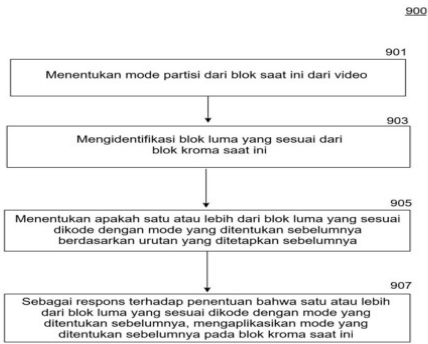 900
901
Menentukan mode partisi dari blok saat ini dari video
903
Mengidentifikasi blok luma yang sesuai dari
blok kroma saat ini
905
Menentukan apakah satu atau lebih dari blok luma yang sesuai
dikode dengan mode yang ditentukan sebelumnya
berdasarkan urutan yang ditetapkan sebelumnya
907
Sebagai respons terhadap penentuan bahwa satu atau lebih
dari blok luma yang sesuai dikode dengan mode yang
ditentukan sebelumnya, mengaplikasikan mode yang
ditentukan sebelumnya pada blok kroma saat ini